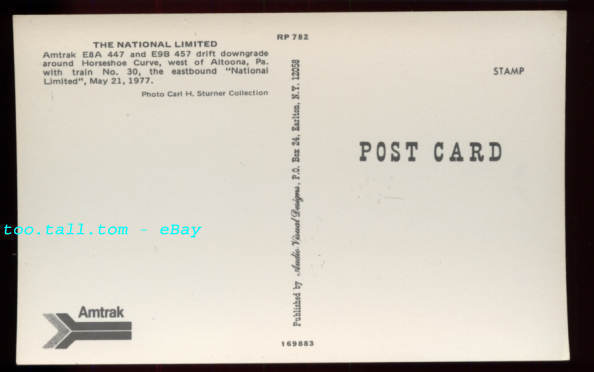 THE NATIONAL LIMITED
Amtrak E8A 447 and E9B 457 drift downgrade
around Horseshoe Curve, west of Altoona, Pa.
with train No. 30, the eastbound "National
Limited", May 21, 1977.
Photo Carl H. Sturner Collection
RP 782
STAMP
POST CARD
Published by Audio Visual Designs, P.O. Box 24, Earlton, N.Y. 12058
too.tall.tom - eBay
Amtrak
169883